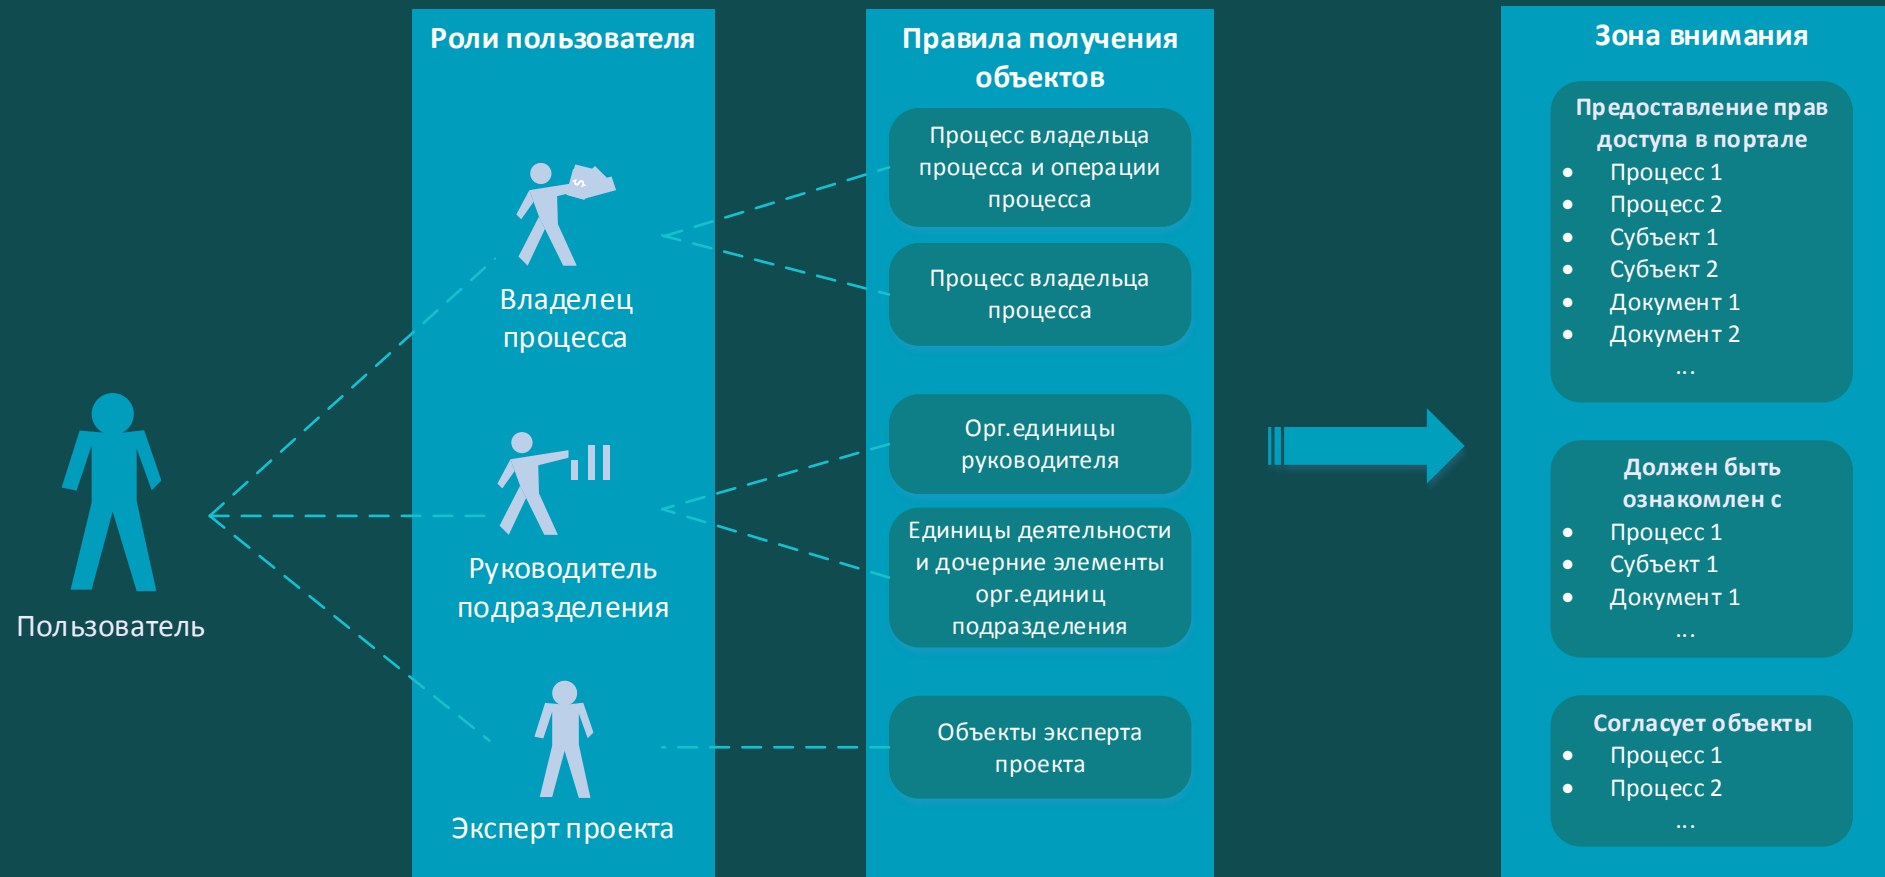 Роли пользователя
Правила получения
объектов
Зона внимания
Пользователь
Владелец
процесса
Руководитель
подразделения
Эксперт проекта
Процесс владельца
процесса и операции
процесса
Процесс владельца
процесса
Орг.единицы
руководителя
Единицы деятельности
и дочерние элементы
орг.единиц
подразделения
Объекты эксперта
проекта
Предоставление прав
доступа в портале
• Процесс 1
• Процесс 2
• Субъект 1
• Субъект 2
• Документ 1
• Документ 2
...
Должен быть
ознакомлен с
• Процесс 1
• Субъект 1
• Документ 1
...
Согласует объекты
• Процесс 1
• Процесс 2
...